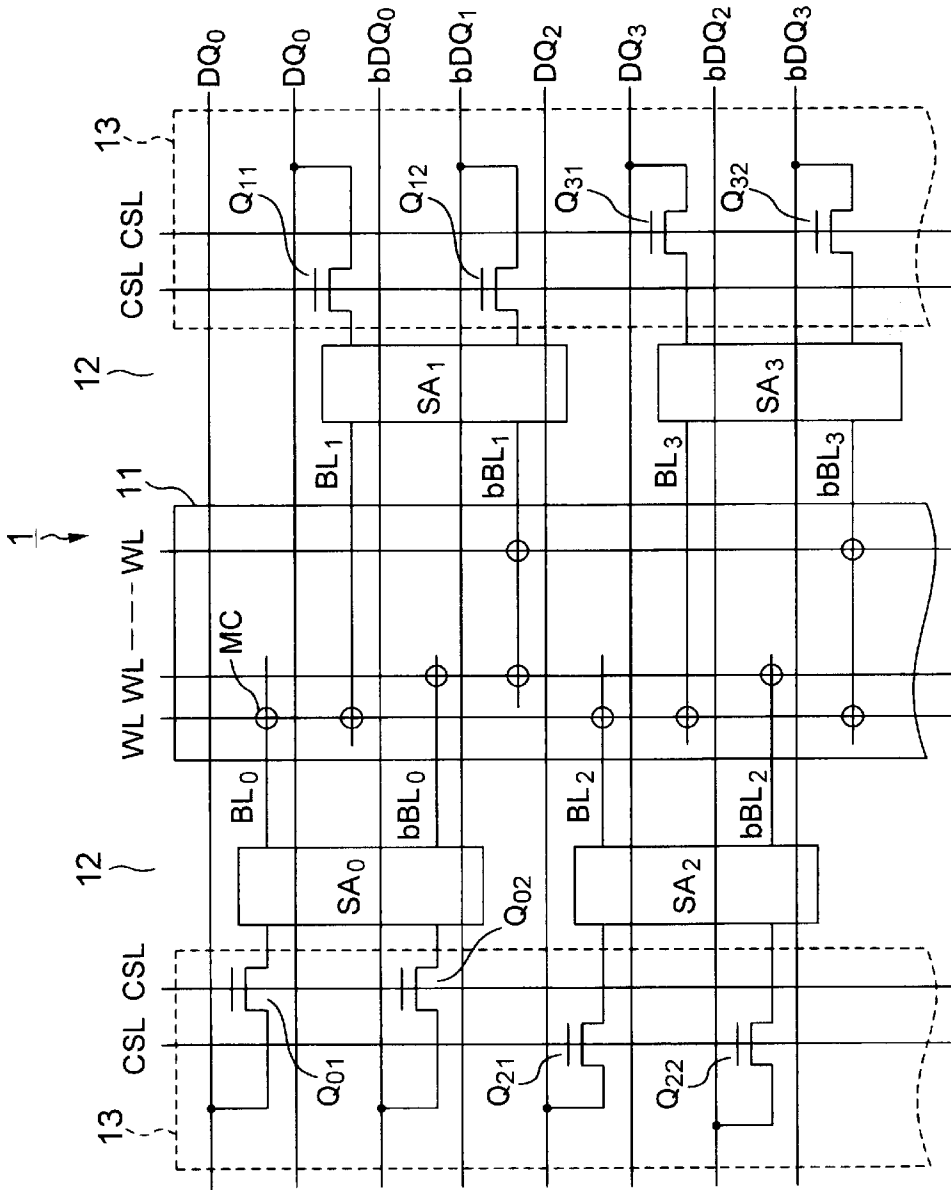 1
13
12
11
12
13
CSL CSL
WL WL --- WL
CSL CSL
DQ0
MC
BL0
Q11
DQ0
Q01
BL1
SA0
bDQ0
bBL0
Q12
SA1
bDQ1
Q21
bBL1
Q02
DQ2
BL2
Q31
DQ3
Q22
BL3
SA2
bDQ2
bBL2
Q32
SA3
bDQ3
bBL3